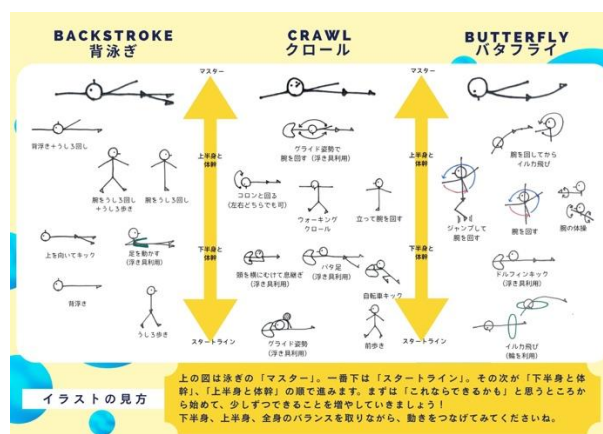 BACKSTROKE
背泳ぎ
CRAWL
クロール
BUTTERFLY
バタフライ
マスター
マスター
グライド姿勢で
腕を回す（浮き具利用）
腕を回してから
イルカ飛び
背浮き＋うしろ回し
上半身と
体幹
上半身と
体幹
腕をうしろ回し
＋うしろ歩き
腕をうしろ回し
コロンと回る
（左右どちらでも可）
ウォーキング
クロール
立って腕を回す
ジャンプして
腕を回す
腕を回す
腕の体操
上を向いてキック
足を動かす
（浮き具利用）
下半身と
体幹
下半身と
体幹
頭を横にむけて息継ぎ
（浮き具利用）
バタ足
（浮き具利用）
自転車キック
ドルフィンキック
（浮き具利用）
背浮き
うしろ歩き
スタートライン
スタートライン
グライド姿勢
（浮き具利用）
前歩き
イルカ飛び
（輪を利用）
イラストの見方
上の図は泳ぎの「マスター」。一番下は「スタートライン」。その次が「下半身と体
幹」、「上半身と体幹」の順で進みます。まずは「これならできるかも」と思うところか
ら始めて、少しずつできることを増やしていきましょう！
下半身、上半身、全身のバランスを取りながら、動きをつなげてみてくださいね。